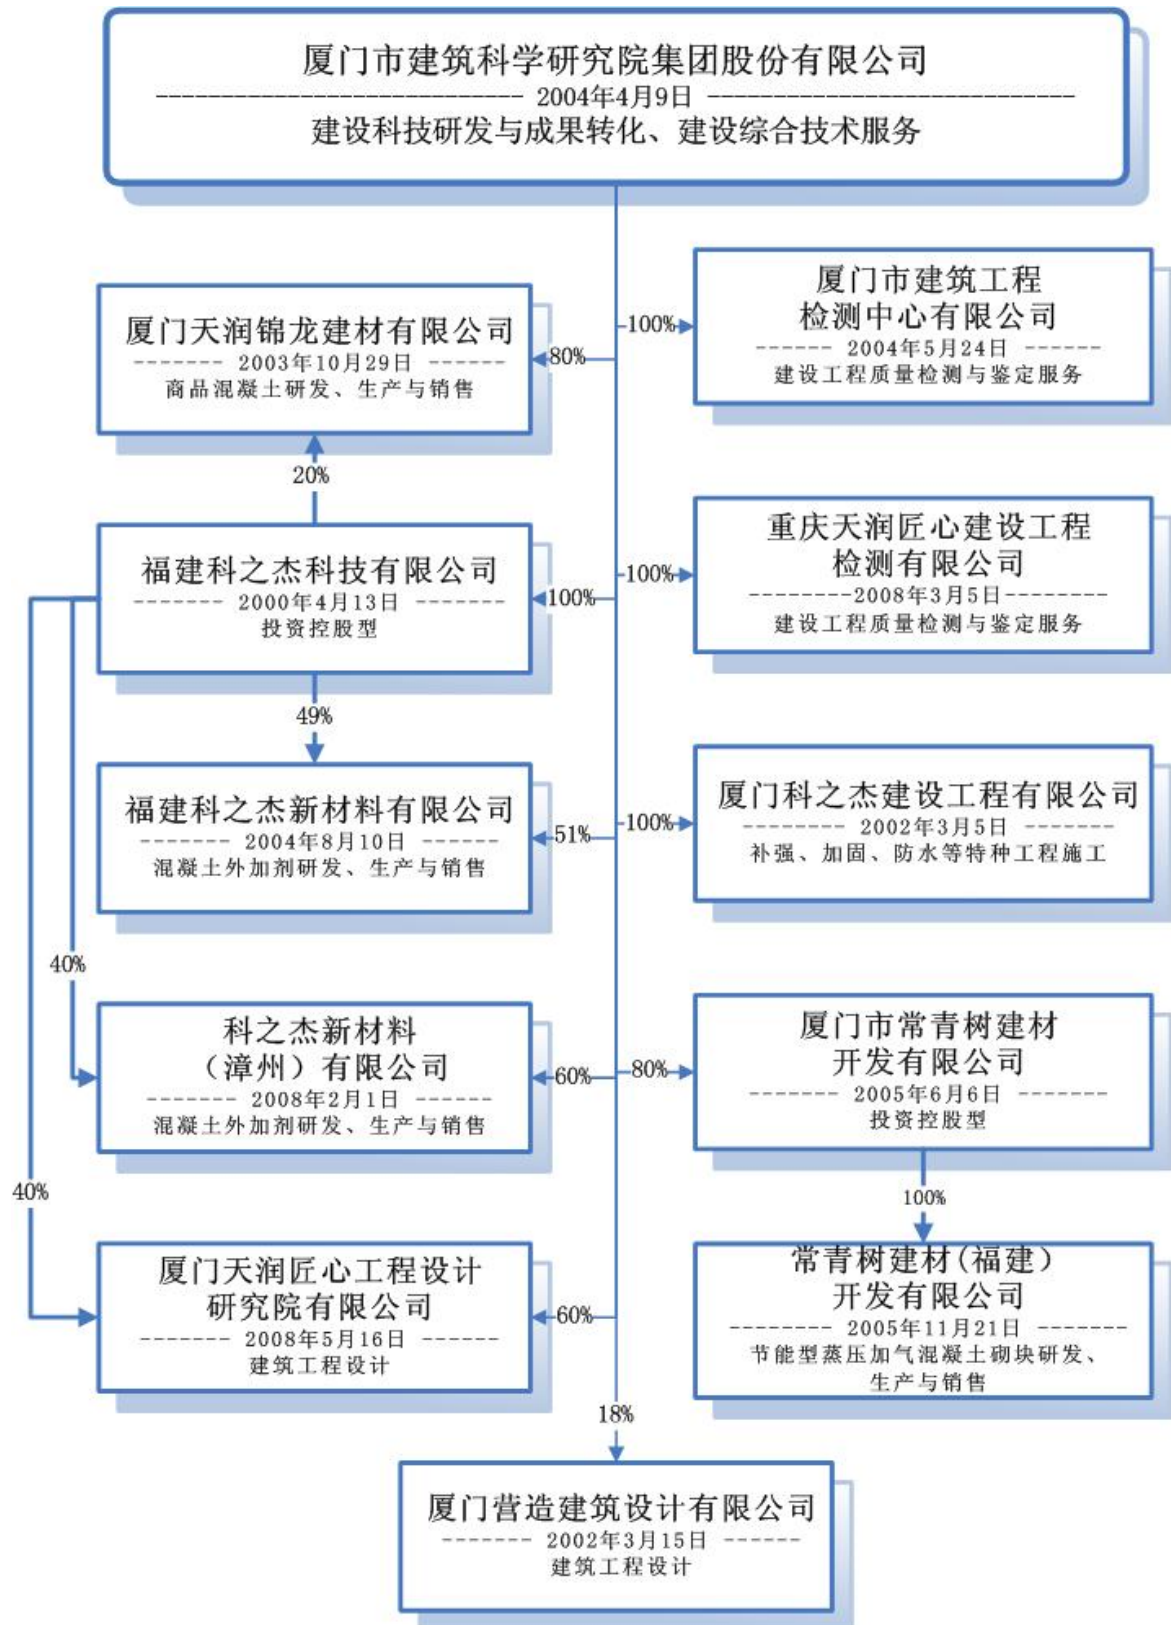 厦门市建筑科学研究院集团股份有限公司
---------------------------- 2004年4月9日 ----------------------------
建设科技研发与成果转化、建设综合技术服务
厦门天润锦龙建材有限公司
------- 2003年10月29日 ------
商品混凝土研发、生产与销售
80%
20%
福建科之杰科技有限公司
------- 2000年4月13日 -------
投资控股型
100%
49%
福建科之杰新材料有限公司
------- 2004年8月10日 -------
混凝土外加剂研发、生产与销售
51%
40%
科之杰新材料
（漳州）有限公司
-------- 2008年2月1日 -------
混凝土外加剂研发、生产与销售
60%
40%
厦门天润匠心工程设计
研究院有限公司
------- 2008年5月16日 ------
建筑工程设计
60%
厦门市建筑工程
检测中心有限公司
------ 2004年5月24日 ------
建设工程质量检测与鉴定服务
100%
重庆天润匠心建设工程
检测有限公司
--------2008年3月5日--------
建设工程质量检测与鉴定服务
100%
厦门科之杰建设工程有限公司
-------- 2002年3月5日 -------
补强、加固、防水等特种工程施工
100%
厦门市常青树建材
开发有限公司
------- 2005年6月6日 -------
投资控股型
80%
100%
常青树建材(福建）
开发有限公司
-------- 2005年11月21日 -------
节能型蒸压加气混凝土砌块研发、
生产与销售
18%
厦门营造建筑设计有限公司
------- 2002年3月15日 ------
建筑工程设计